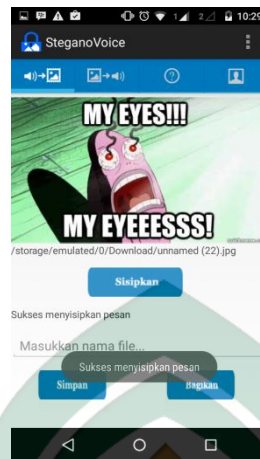 10:29
SteganoVoice
MY EYES!!!
MY EYEEESSS!
/storage/emulated/0/Download/unnamed (22).jpg
Sisipkan
Sukses menyisipkan pesan
Masukkan nama file...
Sukses menyisipkan pesan
Simpan
Bagikan